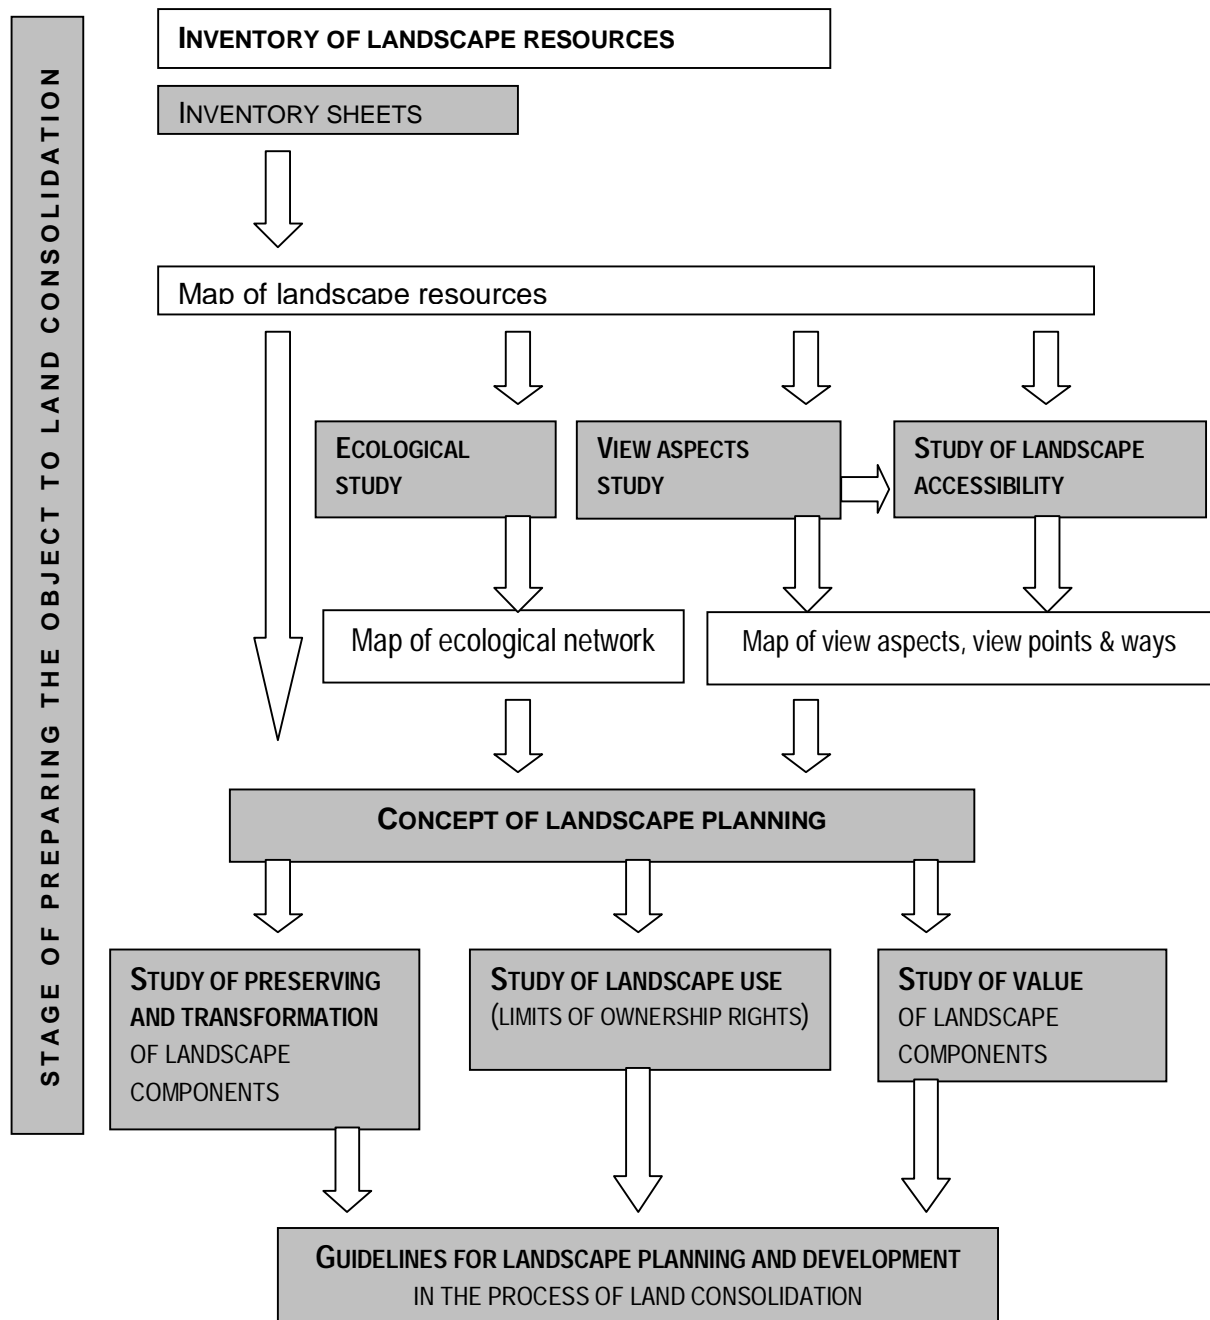 STAGE OF PREPARING THE OBJECT TO LAND CONSOLIDATION
INVENTORY OF LANDSCAPE RESOURCES
INVENTORY SHEETS
Map of landscape resources
ECOLOGICAL
STUDY
VIEW ASPECTS
STUDY
STUDY OF LANDSCAPE
ACCESSIBILITY
Map of ecological network
Map of view aspects, view points & ways
CONCEPT OF LANDSCAPE PLANNING
STUDY OF PRESERVING
AND TRANSFORMATION
OF LANDSCAPE
COMPONENTS
STUDY OF LANDSCAPE USE
(LIMITS OF OWNERSHIP RIGHTS)
STUDY OF VALUE
OF LANDSCAPE
COMPONENTS
GUIDELINES FOR LANDSCAPE PLANNING AND DEVELOPMENT
IN THE PROCESS OF LAND CONSOLIDATION